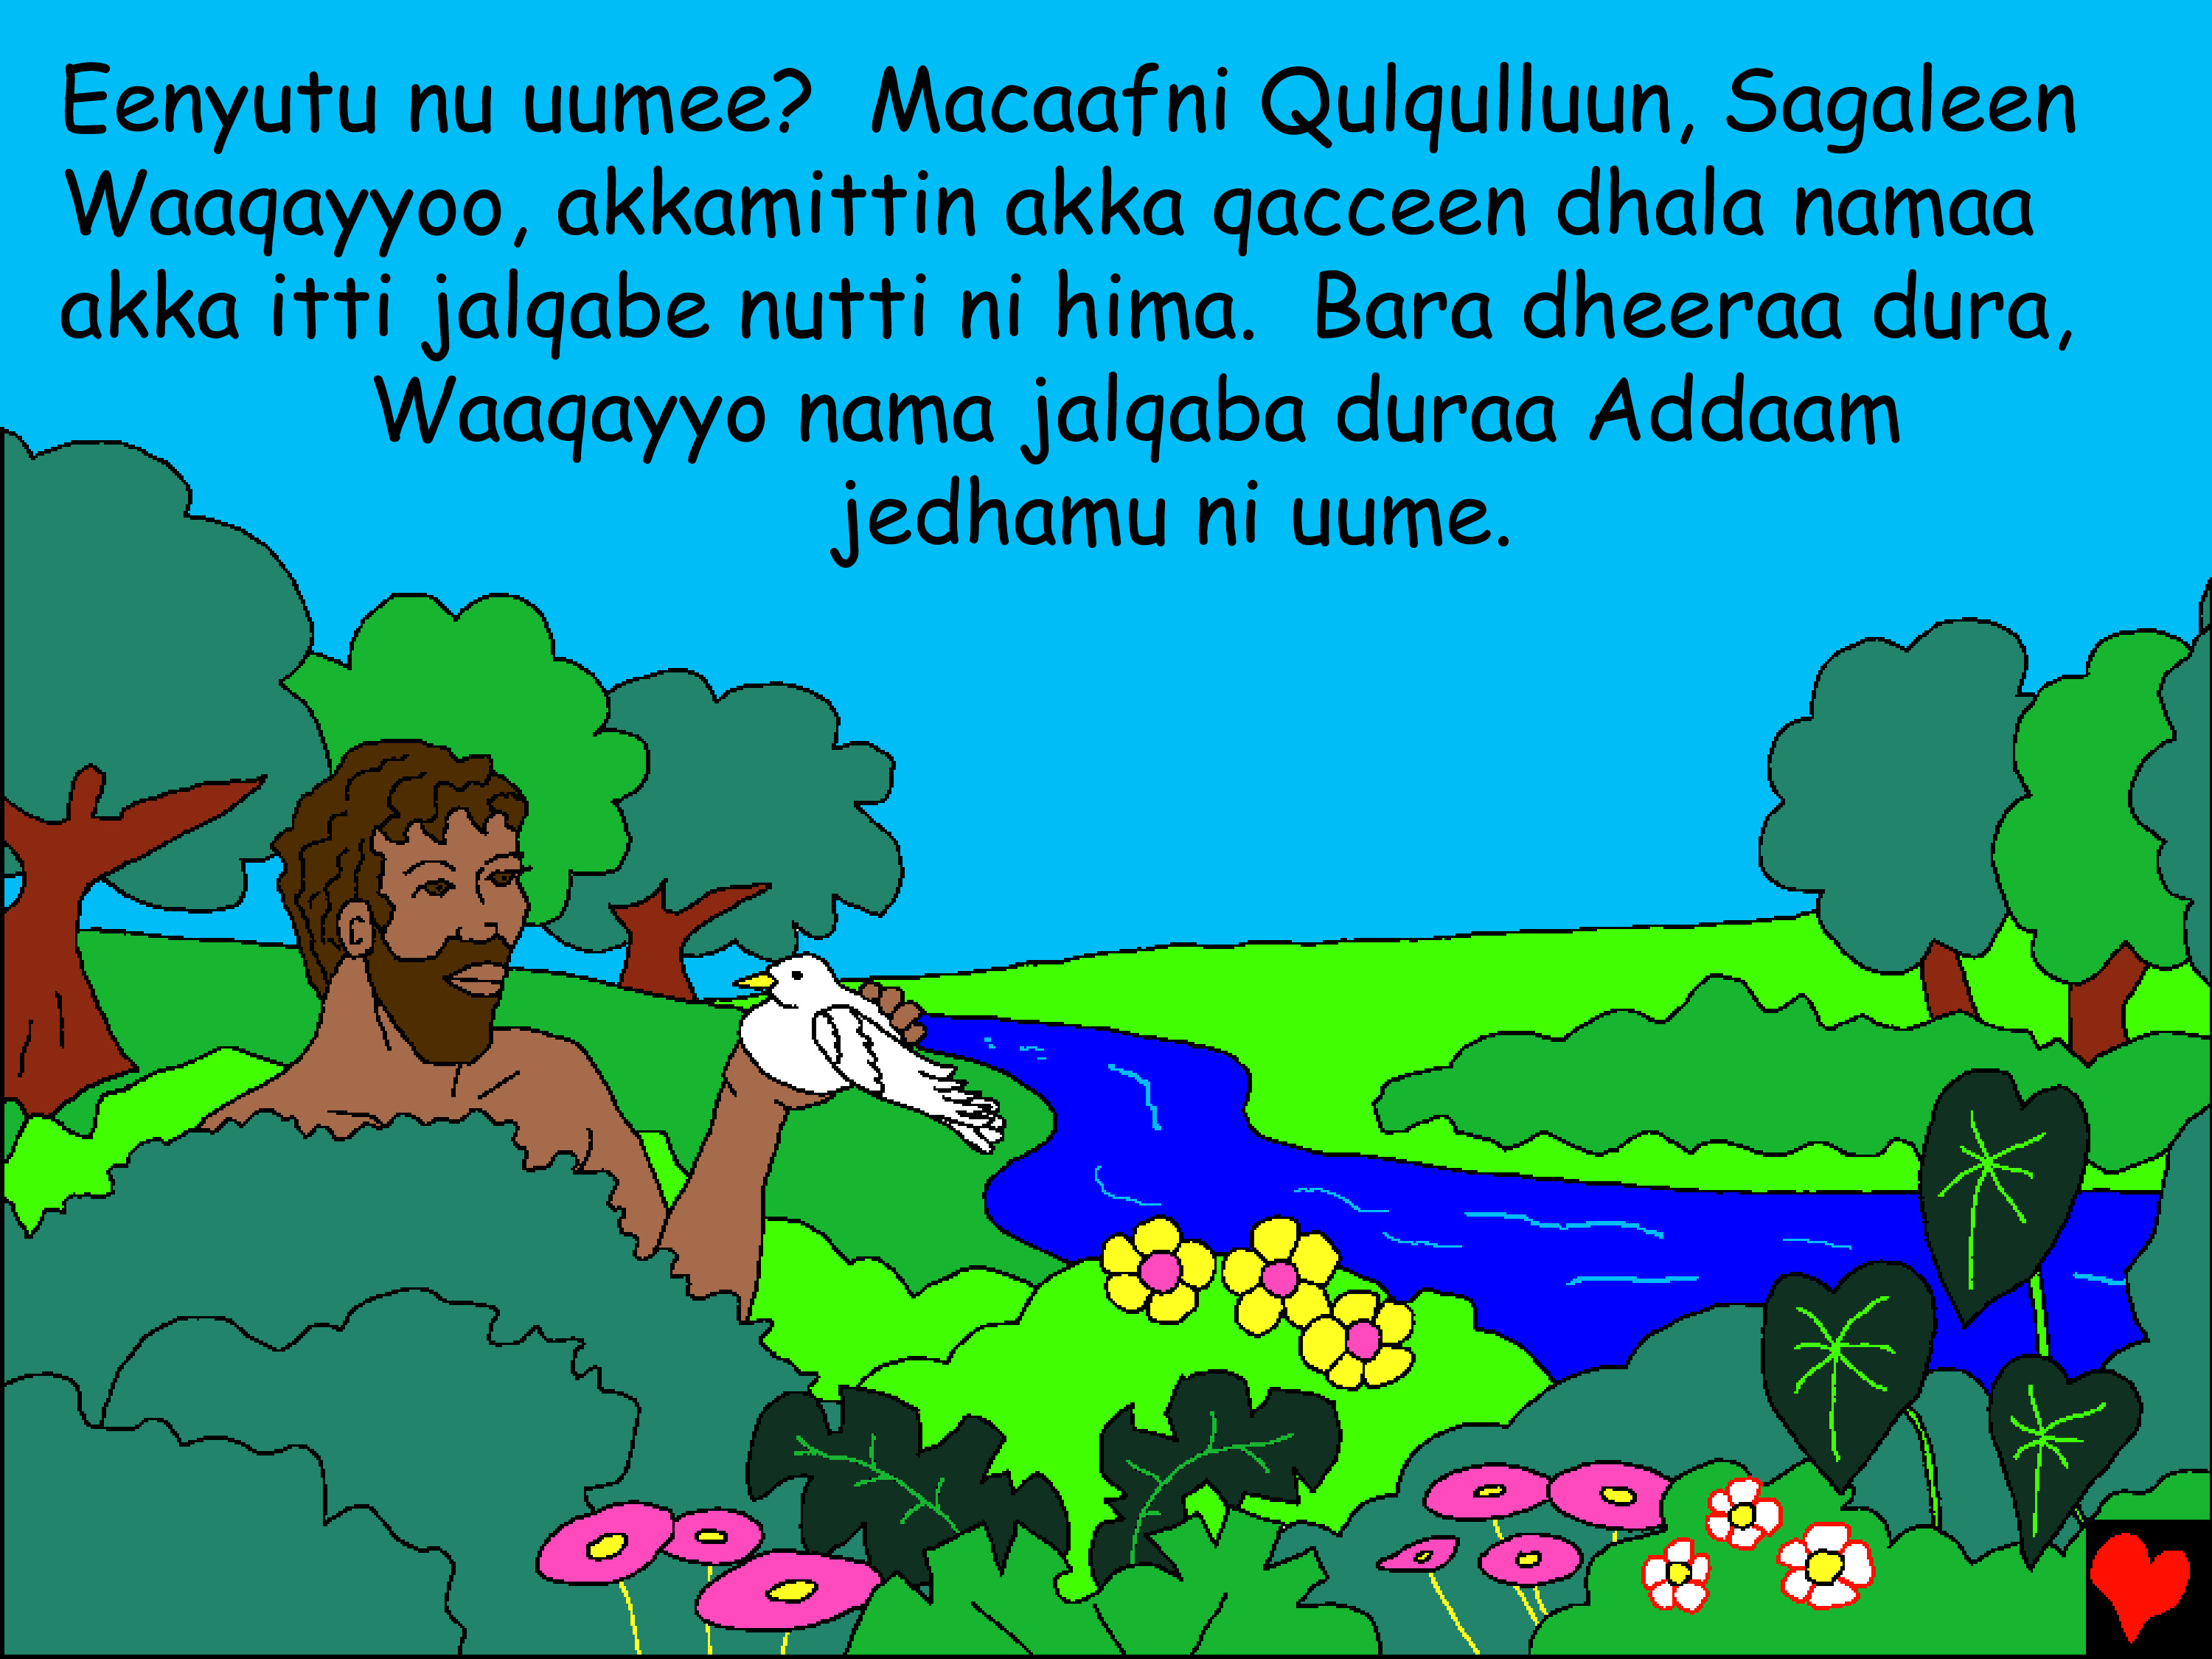 Eenyutu nu uumee? Macaafni Qulqulluun, Sagaleen
Waaqayyoo, akkamittin akka qacceen dhala namaa
akka itti jalqabe nutti ni hima. Bara dheeraa dura,
Waaqayyo nama jalqaba duraa Addaam
jedhamu ni uume.